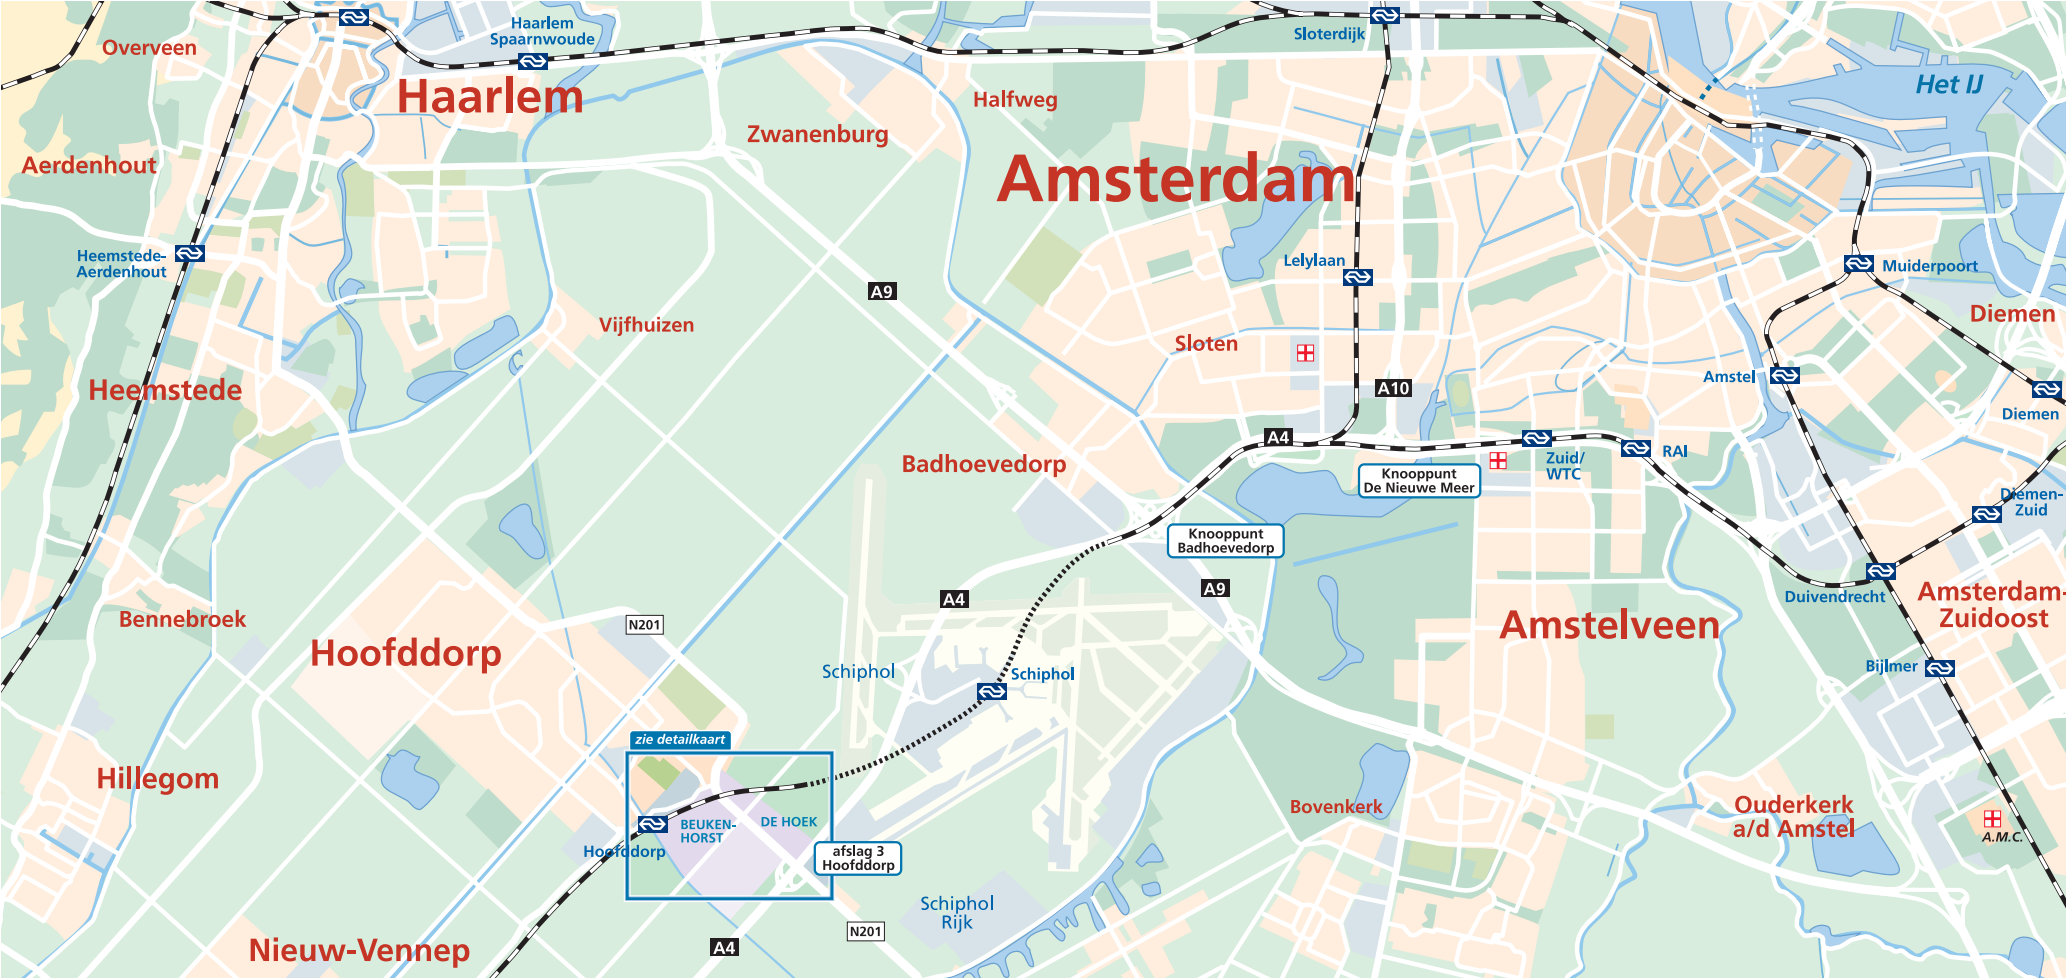 Haarlem
Spaarnwoude
Sloterdijk
Overveen
Haarlem
Halfweg
Het IJ
Zwanenburg
Aerdenhout
Amsterdam
Heemstede-
Aerdenhout
Lelylaan
Muiderpoort
A9
Vijfhuizen
Sloten
Diemen
Heemstede
A10
Amstel
Diemen
A4
Badhoevedorp
Zuid/
WTC
RAI
Knooppunt
De Nieuwe Meer
Diemen-
Zuid
Knooppunt
Badhoevedorp
A4
A9
Duivendrecht
Amsterdam-
Zuidoost
Bennebroek
N201
Hoofddorp
Amstelveen
Schiphol
Schiphol
Bijlmer
zie detailkaart
Hillegom
Bovenkerk
Ouderkerk
a/d Amstel
BEUKEN-
HORST
DE HOEK
A.M.C.
Hoofddorp
afslag 3
Hoofddorp
Schiphol
Rijk
N201
Nieuw-Vennep
A4